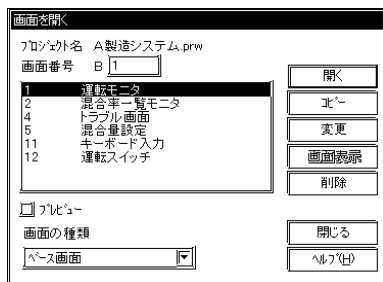 画面を開く
プロジェクト名 A製造システム.prw
画面番号 B 1
1 運転モニタ
2 混合率一覧モニタ
4 トラブル画面
5 混合量設定
11 キーボード入力
12 運転スイッチ
プレビュー
画面の種類
ベース画面
開く
コピー
変更
画面表示
削除
閉じる
ヘルプ(H)